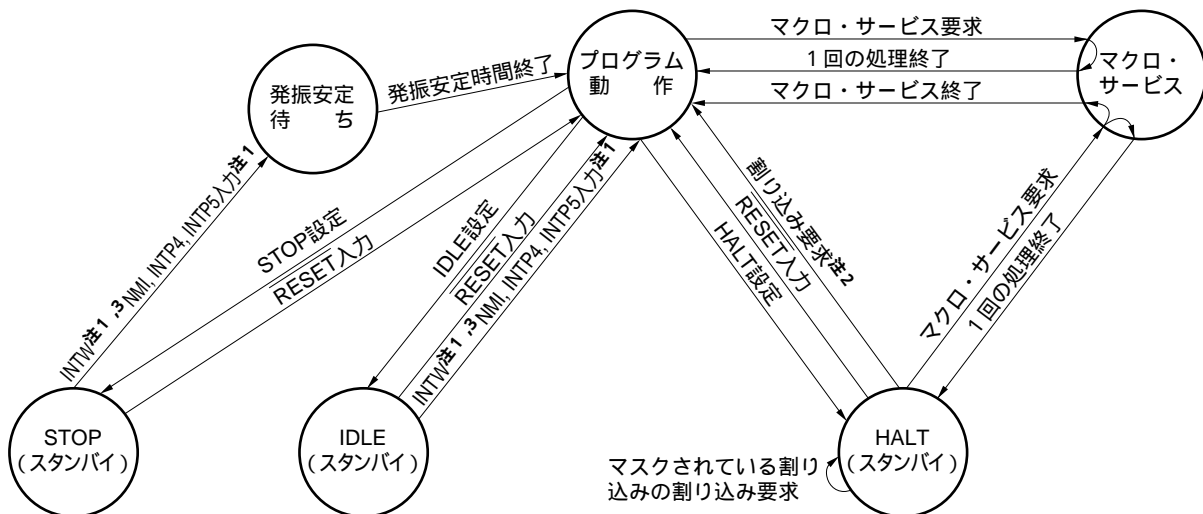 マクロ・サービス要求
1回の処理終了
マクロ・サービス終了
プログラム
動　作
マクロ・
サービス
発振安定
待　ち
発振安定時間終了
INTW注1,3 NMI, INTP4, INTP5入力注1
STOP設定
RESET入力
IDLE設定
RESET入力
INTW注1,3 NMI, INTP4, INTP5入力注1
割り込み要求注2
RESET入力
HALT設定
マクロ・サービス要求
1回の処理終了
STOP
(スタンバイ)
IDLE
(スタンバイ)
HALT
(スタンバイ)
マスクされている割り
込みの割り込み要求